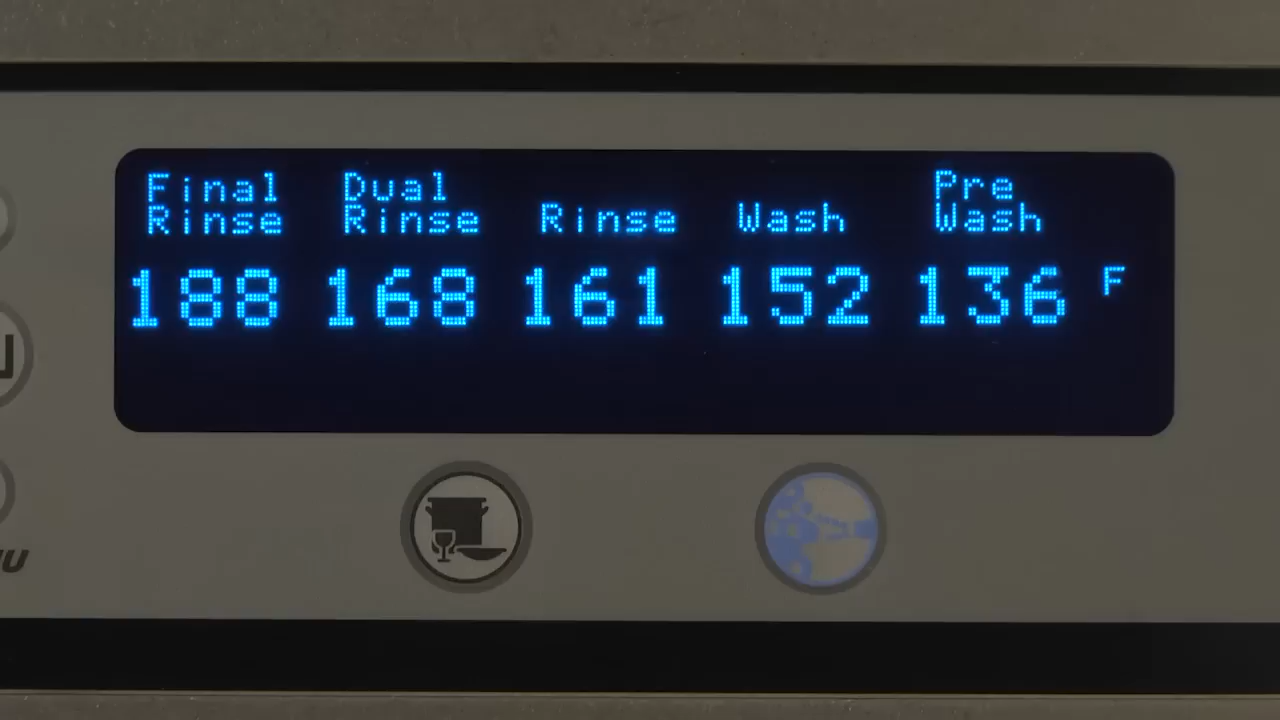 Final Rinse Dual Rinse Rinse Wash Pre Wash
188 168 161 152 136 F